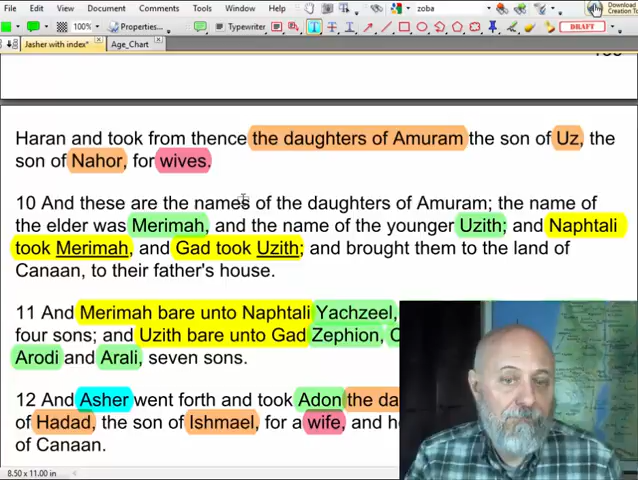 File Edit View Document Comments Tools Window Help zoba Download
Creation To
Properties... Typewriter DRAFT
Jasher with index* Age_Chart
Haran and took from thence the daughters of Amuram the son of Uz, the
son of Nahor, for wives.
10 And these are the names of the daughters of Amuram; the name of
the elder was Merimah, and the name of the younger Uzith; and Naphtali
took Merimah, and Gad took Uzith; and brought them to the land of
Canaan, to their father's house.
11 And Merimah bare unto Naphtali Yachzeel,
four sons; and Uzith bare unto Gad Zephion,
Arodi and Arali, seven sons.
12 And Asher went forth and took Adon the da
of Hadad, the son of Ishmael, for a wife, and
of Canaan.
8.50 x 11.00 in